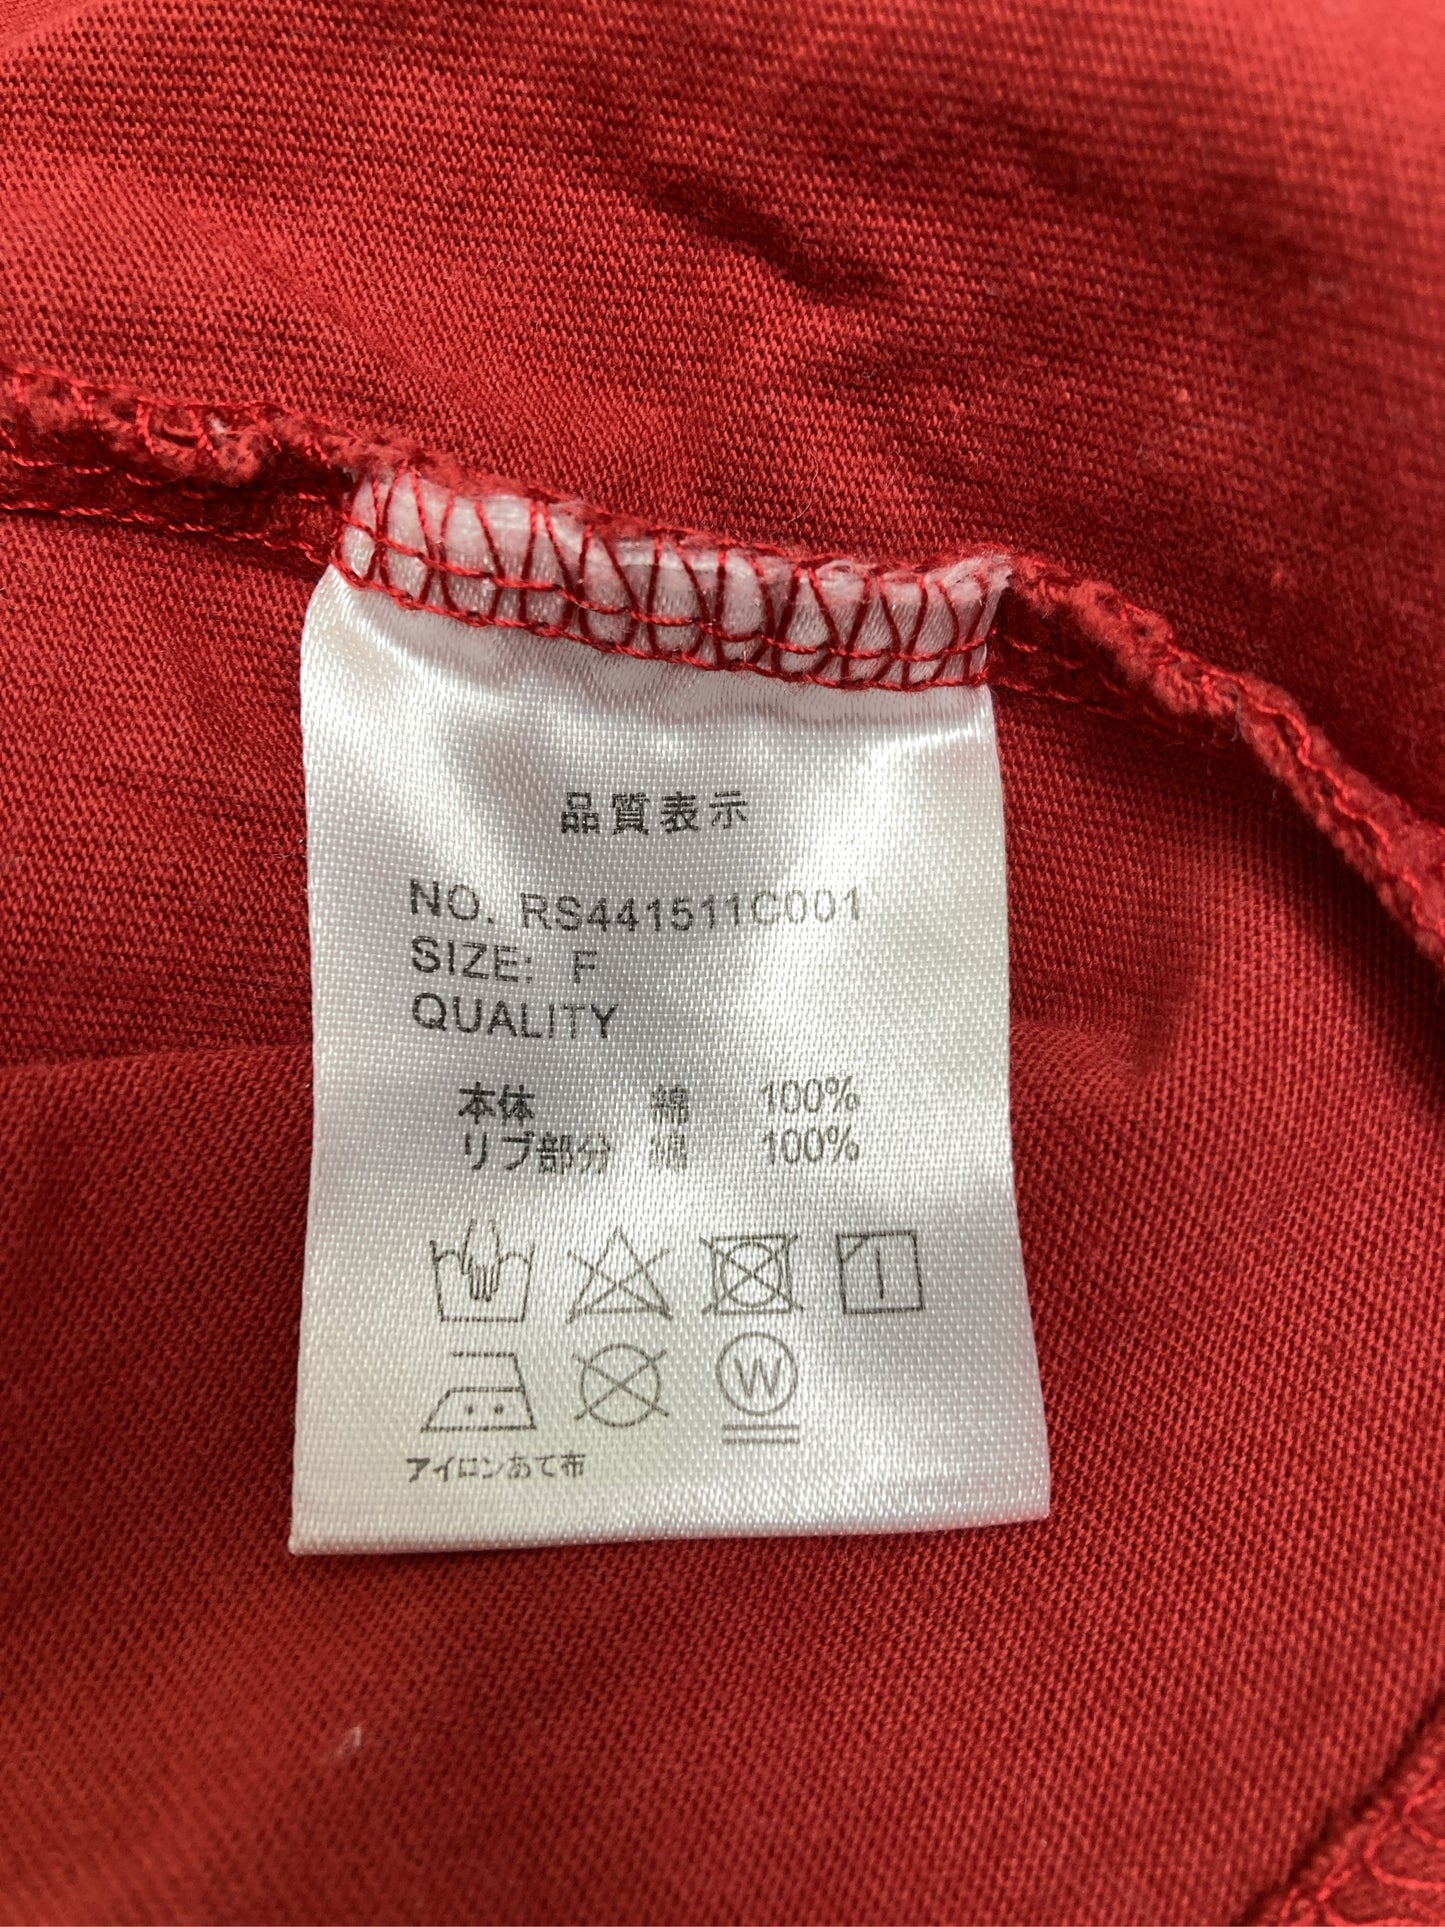 品質表示
NO. RS441511C001
SIZE: F
QUALITY
本体 綿 100%
リブ部分 綿 100%
W
アイロンあて布